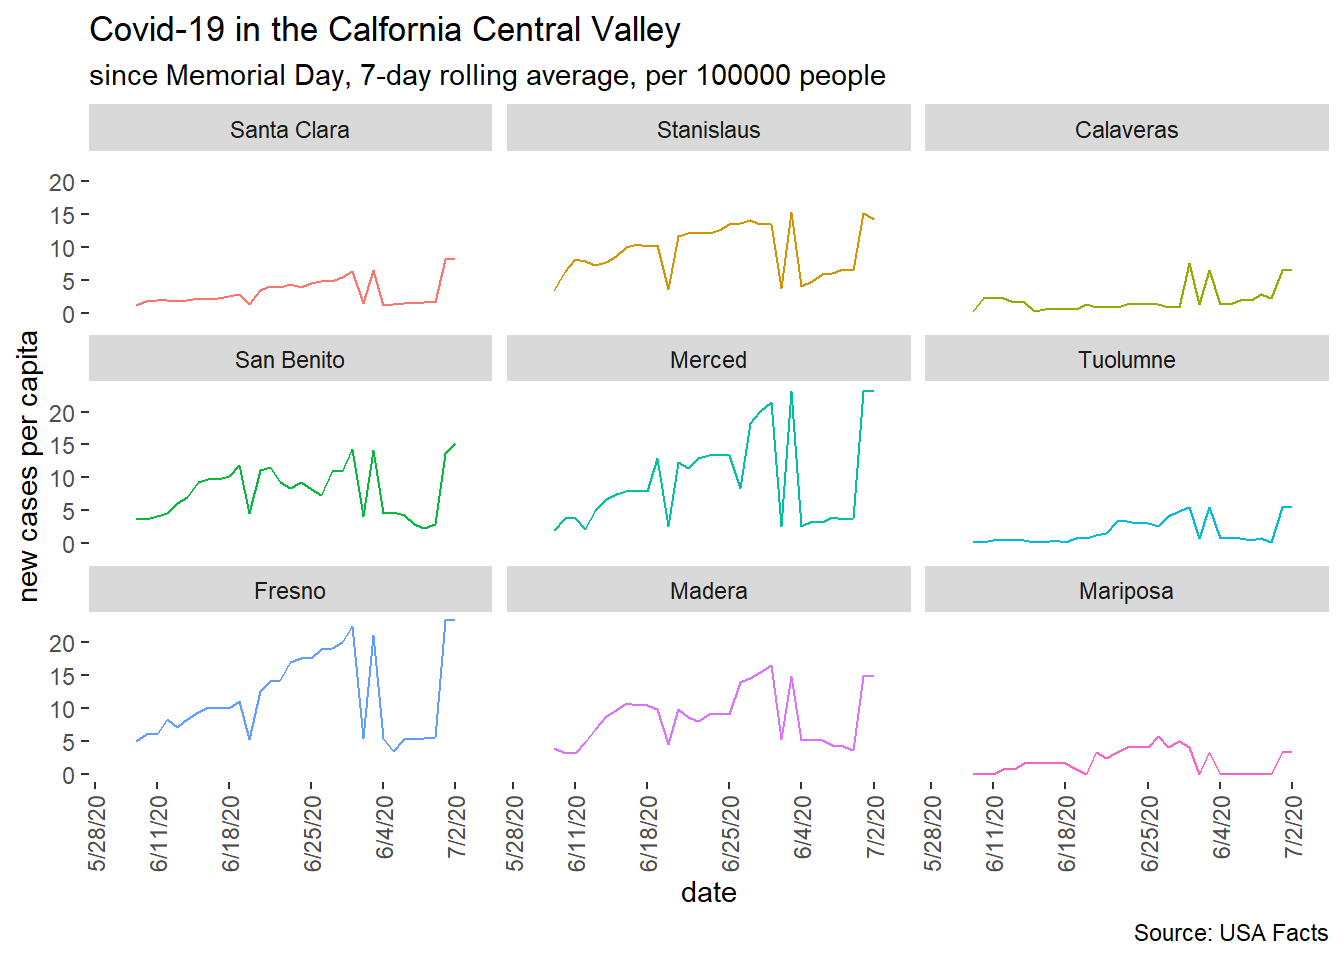 Covid-19 in the Calfornia Central Valley
since Memorial Day, 7-day rolling average, per 100000 people
Santa Clara
Stanislaus
Calaveras
20
15
10
5
0
San Benito
Merced
Tuolumne
20
15
10
5
0
Fresno
Madera
Mariposa
20
15
10
5
0
new cases per capita
5/28/20
6/11/20
6/18/20
6/25/20
6/4/20
7/2/20
5/28/20
6/11/20
6/18/20
6/25/20
6/4/20
7/2/20
5/28/20
6/11/20
6/18/20
6/25/20
6/4/20
7/2/20
date
Source: USA Facts